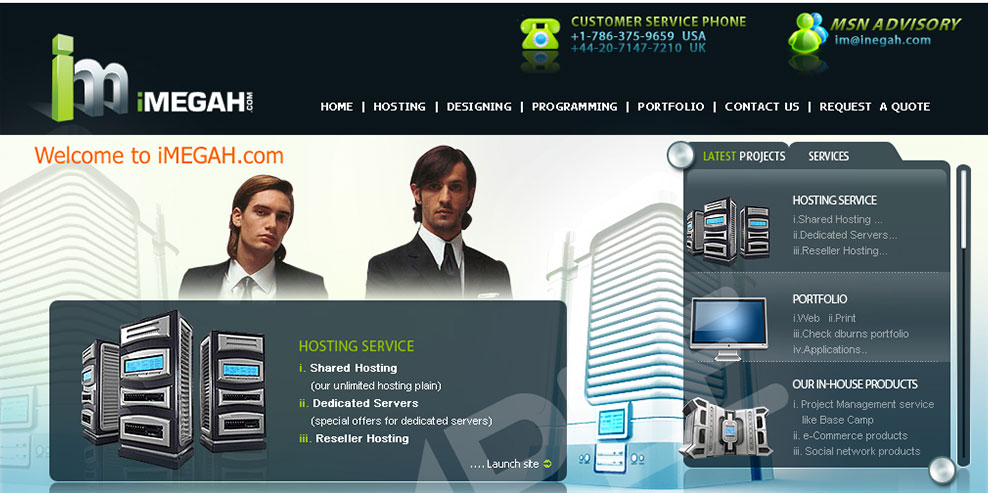 CUSTOMER SERVICE PHONE
+1-786-375-9659 USA
+44-20-7147-7210 UK
MSN ADVISORY
im@inegah.com
im iMEGAH.COM
HOME | HOSTING | DESIGNING | PROGRAMMING | PORTFOLIO | CONTACT US | REQUEST A QUOTE
Welcome to iMEGAH.com
HOSTING SERVICE
i. Shared Hosting
(our unlimited hosting plain)
ii. Dedicated Servers
(special offers for dedicated servers)
iii. Reseller Hosting
.... Launch site
LATEST PROJECTS
SERVICES
HOSTING SERVICE
i.Shared Hosting ...
ii.Dedicated Servers...
iii.Reseller Hosting...
PORTFOLIO
i.Web ii.Print
iii.Check dburns portfolio
iv.Applications..
OUR IN-HOUSE PRODUCTS
i. Project Management service
like Base Camp
ii. e-Commerce products
iii. Social network products